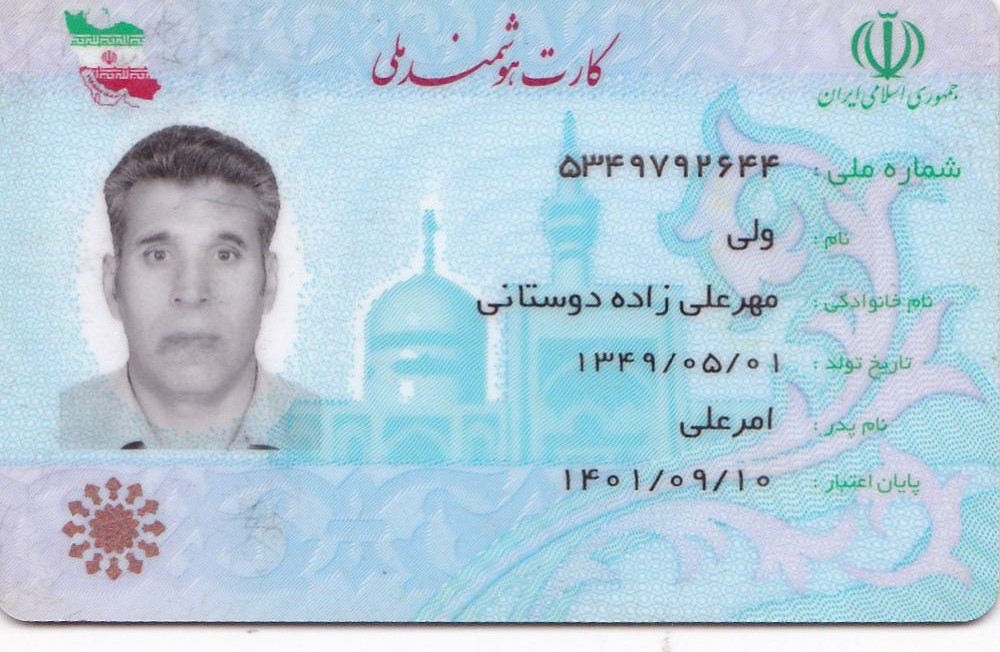 جمهوری اسلامی ایران
کارت هوشمند ملی
شماره ملی : ۵۳۴۹۷۹۲۶۴۴
نام : ولی
نام خانوادگی : مهرعلی زاده دوستانی
تاریخ تولد : ۱۳۴۹/۰۵/۰۱
نام پدر : امرعلی
پایان اعتبار : ۱۴۰۱/۰۹/۱۰